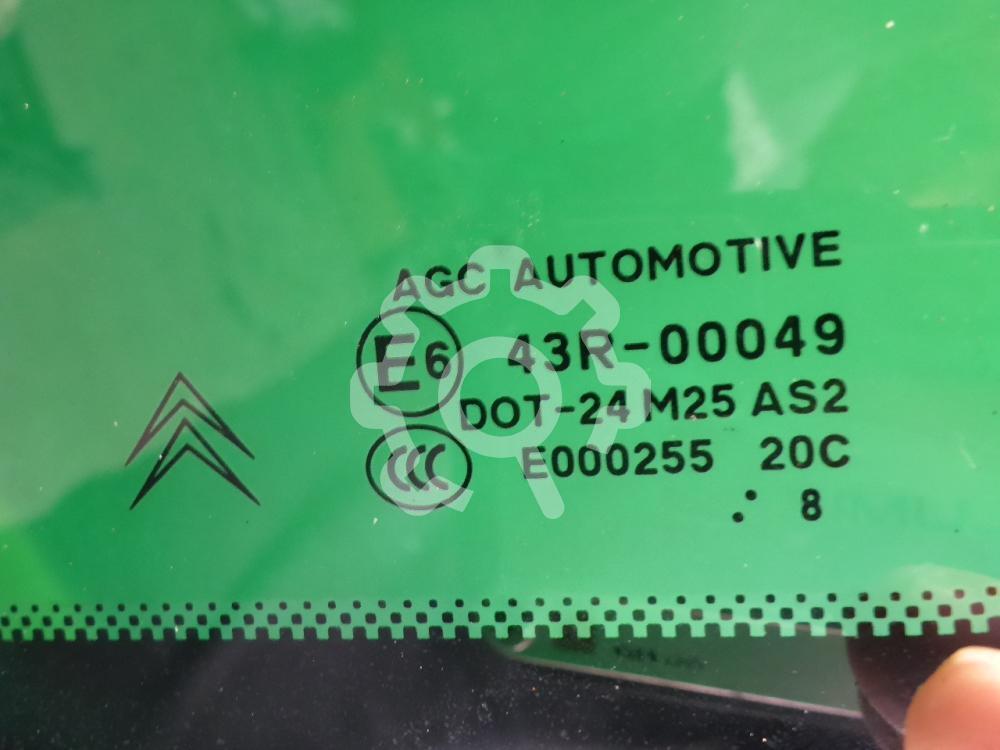 AGC AUTOMOTIVE
E6 43R-00049
DOT-24 M25 AS2
CCC E000255 20C
8